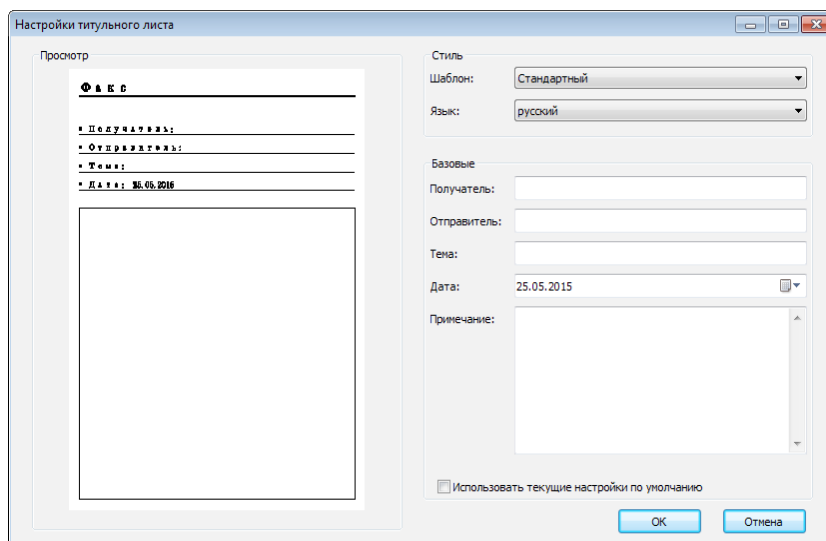 Настройки титульного листа
Просмотр
Факс
• Получатель:
• Отправитель:
• Тема:
• Дата: 25.05.2015
Стиль
Шаблон: Стандартный
Язык: русский
Базовые
Получатель:
Отправитель:
Тема:
Дата: 25.05.2015
Примечание:
Использовать текущие настройки по умолчанию
OK Отмена